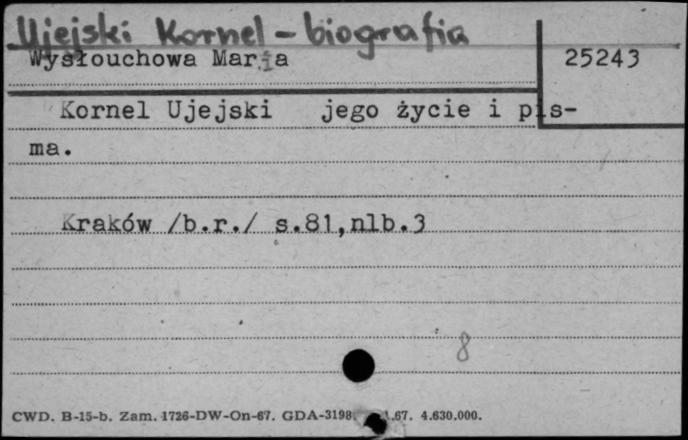 Ujejski Kornel - biografia
Wysłouchowa Maria
25243
Kornel Ujejski jego życie i pis-
ma.
Kraków /b.r./ s.81,nlb.3
8
CWD. B-15-b. Zam. 1726-DW-On-67. GDA-3198 .67. 4.630.000.